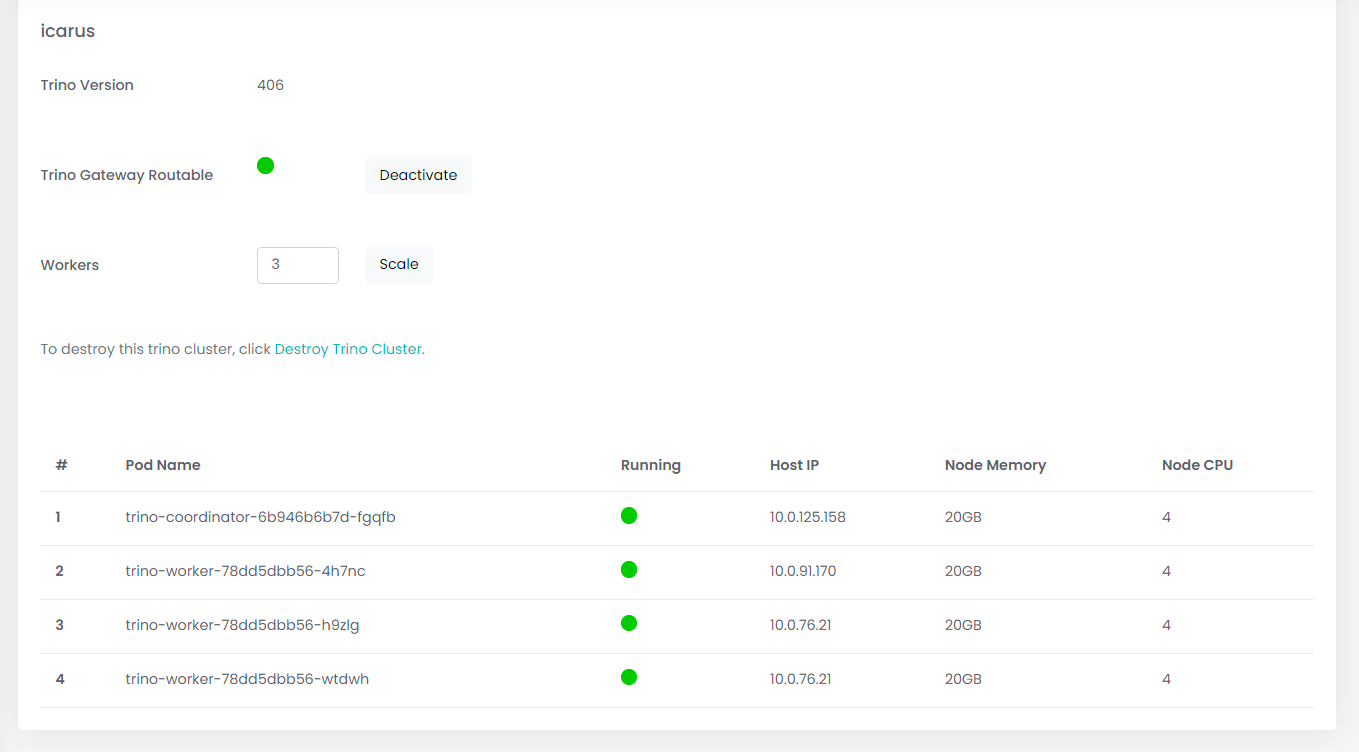 icarus
Trino Version 406
Trino Gateway Routable Deactivate
Workers 3 Scale
To destroy this trino cluster, click Destroy Trino Cluster.
# Pod Name Running Host IP Node Memory Node CPU
1 trino-coordinator-6b946b6b7d-fgqfb 10.0.125.158 20GB 4
2 trino-worker-78dd5dbb56-4h7nc 10.0.91.170 20GB 4
3 trino-worker-78dd5dbb56-h9zlg 10.0.76.21 20GB 4
4 trino-worker-78dd5dbb56-wtdwh 10.0.76.21 20GB 4